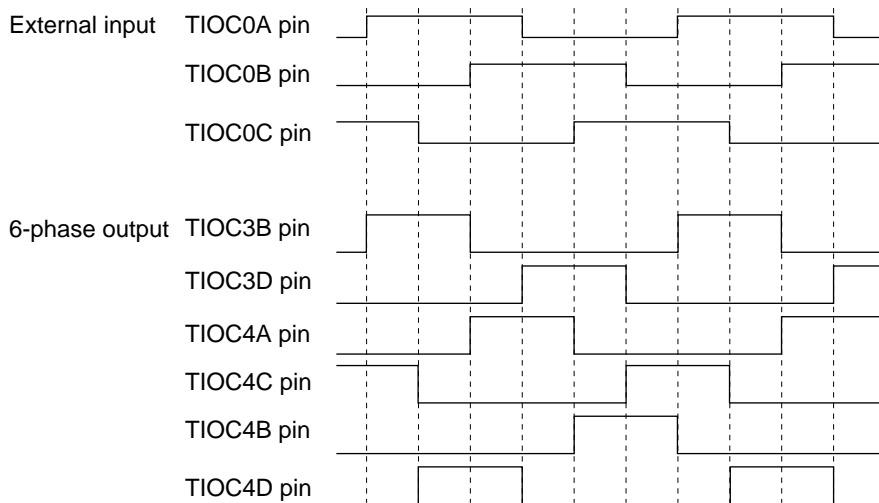 External input TIOC0A pin
TIOC0B pin
TIOC0C pin
6-phase output TIOC3B pin
TIOC3D pin
TIOC4A pin
TIOC4C pin
TIOC4B pin
TIOC4D pin